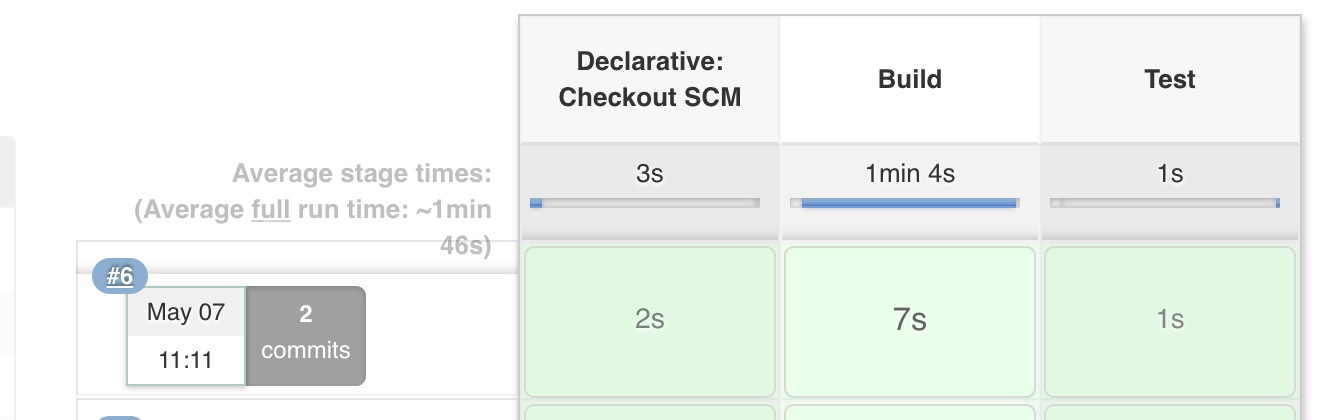 Declarative:
Checkout SCM
Build
Test
Average stage times:
(Average full run time: ~1min
46s)
3s
1min 4s
1s
#6
May 07
11:11
2
commits
2s
7s
1s